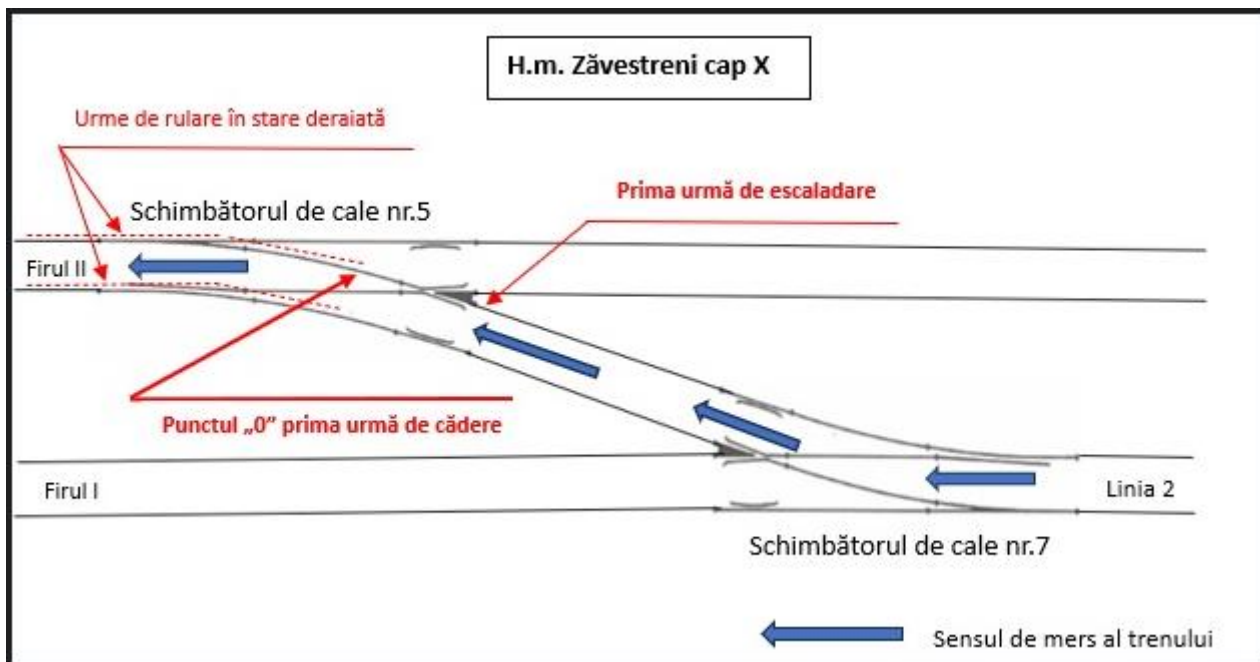 H.m. Zăvestreni cap X
Urme de rulare în stare deraiată
Prima urmă de escaladare
Schimbătorul de cale nr.5
Firul II
Punctul „0” prima urmă de cădere
Firul I
Linia 2
Schimbătorul de cale nr.7
Sensul de mers al trenului